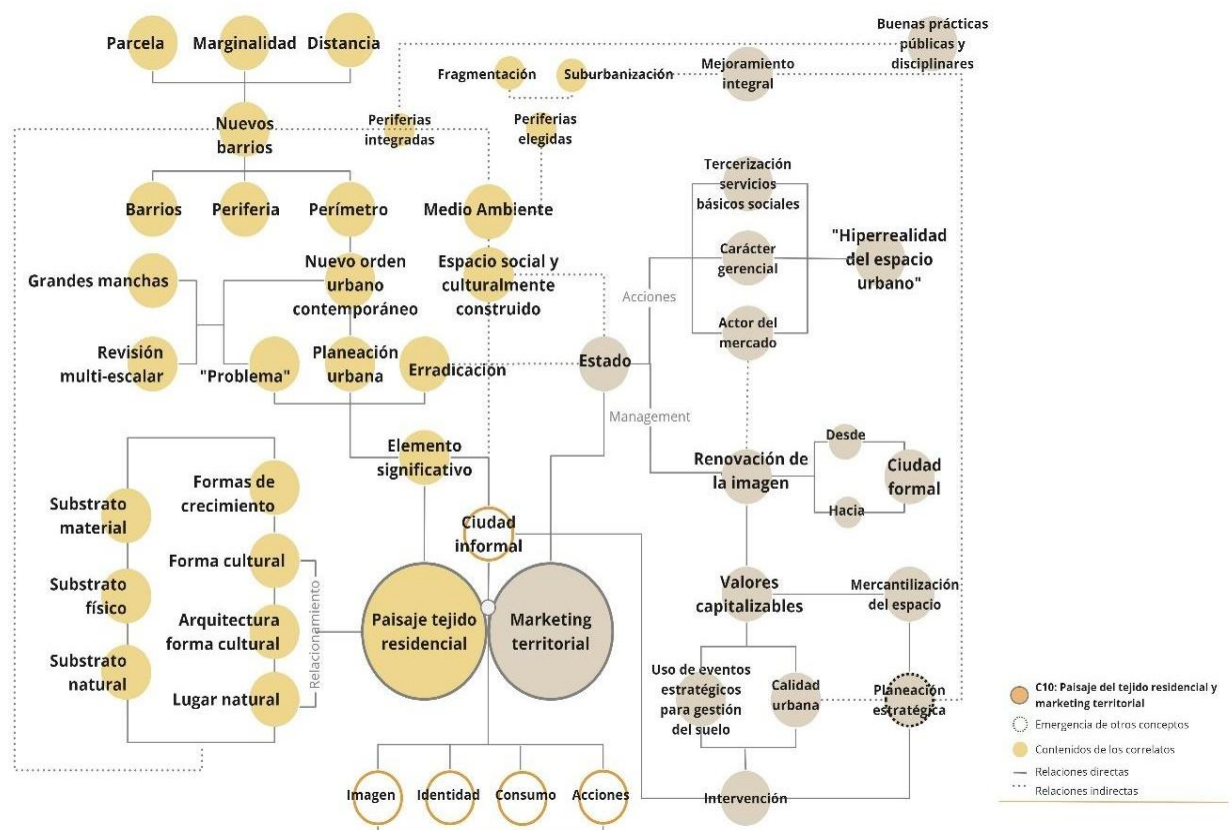 Parcela
Marginalidad
Distancia
Buenas prácticas
públicas y
disciplinares
Fragmentación
Suburbanización
Mejoramiento
integral
Nuevos
barrios
Periferias
integradas
Periferias
elegidas
Tercerización
servicios
básicos sociales
Barrios
Periferia
Perímetro
Medio Ambiente
Carácter
gerencial
"Hiperrealidad
del espacio
urbano"
Grandes manchas
Nuevo orden
urbano
contemporáneo
Espacio social y
culturalmente
construido
Acciones
Actor del
mercado
Revisión
multi-escalar
"Problema"
Planeación
urbana
Erradicación
Estado
Management
Elemento
significativo
Renovación de
la imagen
Desde
Hacia
Ciudad
formal
Substrato
material
Formas de
crecimiento
Ciudad
informal
Forma cultural
Substrato
físico
Arquitectura
forma cultural
Relacionamiento
Paisaje tejido
residencial
Marketing
territorial
Valores
capitalizables
Mercantilización
del espacio
Substrato
natural
Lugar natural
Uso de eventos
estratégicos
para gestión
del suelo
Calidad
urbana
Planeación
estratégica
Imagen
Identidad
Consumo
Acciones
Intervención
C10: Paisaje del tejido residencial y
marketing territorial
Emergencia de otros conceptos
Contenidos de los correlatos
Relaciones directas
Relaciones indirectas